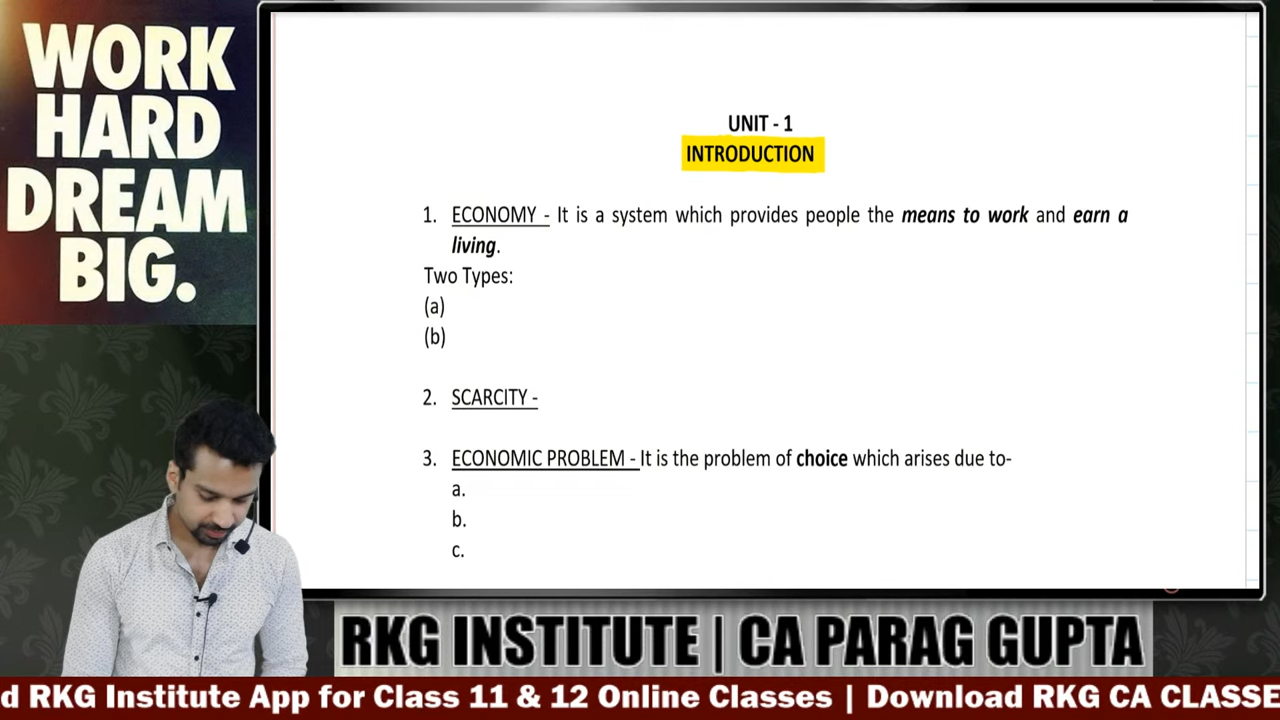 WORK
HARD
DREAM
BIG.
UNIT - 1
INTRODUCTION
1. ECONOMY - It is a system which provides people the means to work and earn a
living.
Two Types:
(a)
(b)
2. SCARCITY -
3. ECONOMIC PROBLEM - It is the problem of choice which arises due to-
a.
b.
c.
RKG INSTITUTE | CA PARAG GUPTA
d RKG Institute App for Class 11 & 12 Online Classes | Download RKG CA CLASSE